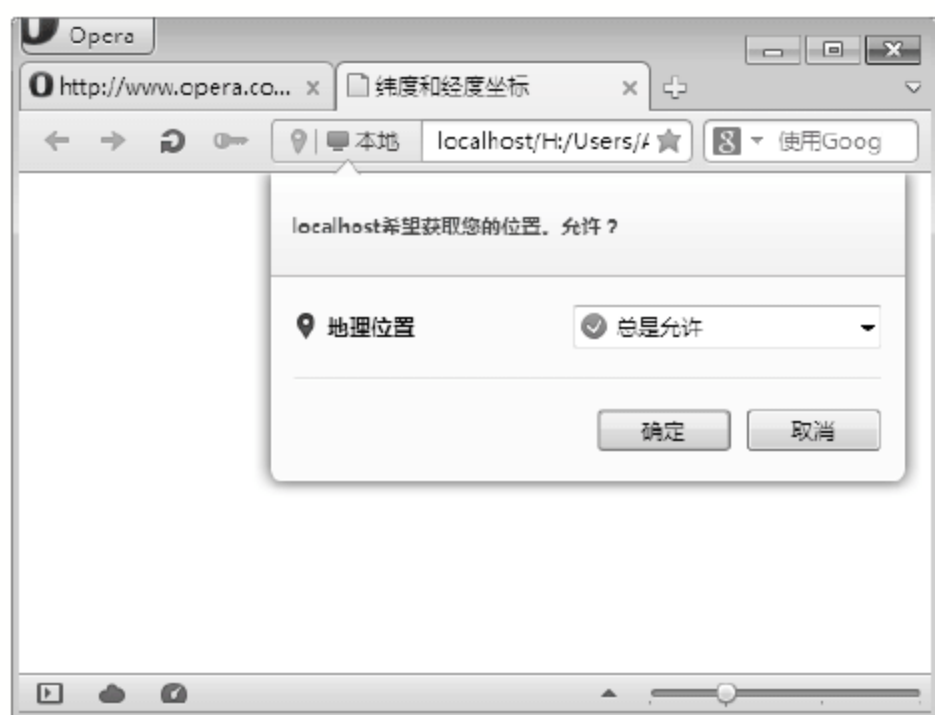 Opera
http://www.opera.co...
纬度和经度坐标
本地
localhost/H:/Users/A
8
使用Goog
localhost希望获取您的位置。允许？
地理位置
总是允许
确定
取消